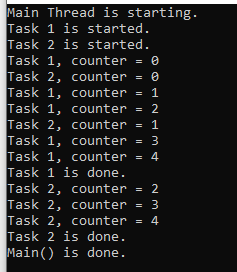 Main Thread is starting.
Task 1 is started.
Task 2 is started.
Task 1, counter = 0
Task 2, counter = 0
Task 1, counter = 1
Task 1, counter = 2
Task 2, counter = 1
Task 1, counter = 3
Task 1, counter = 4
Task 1 is done.
Task 2, counter = 2
Task 2, counter = 3
Task 2, counter = 4
Task 2 is done.
Main() is done.